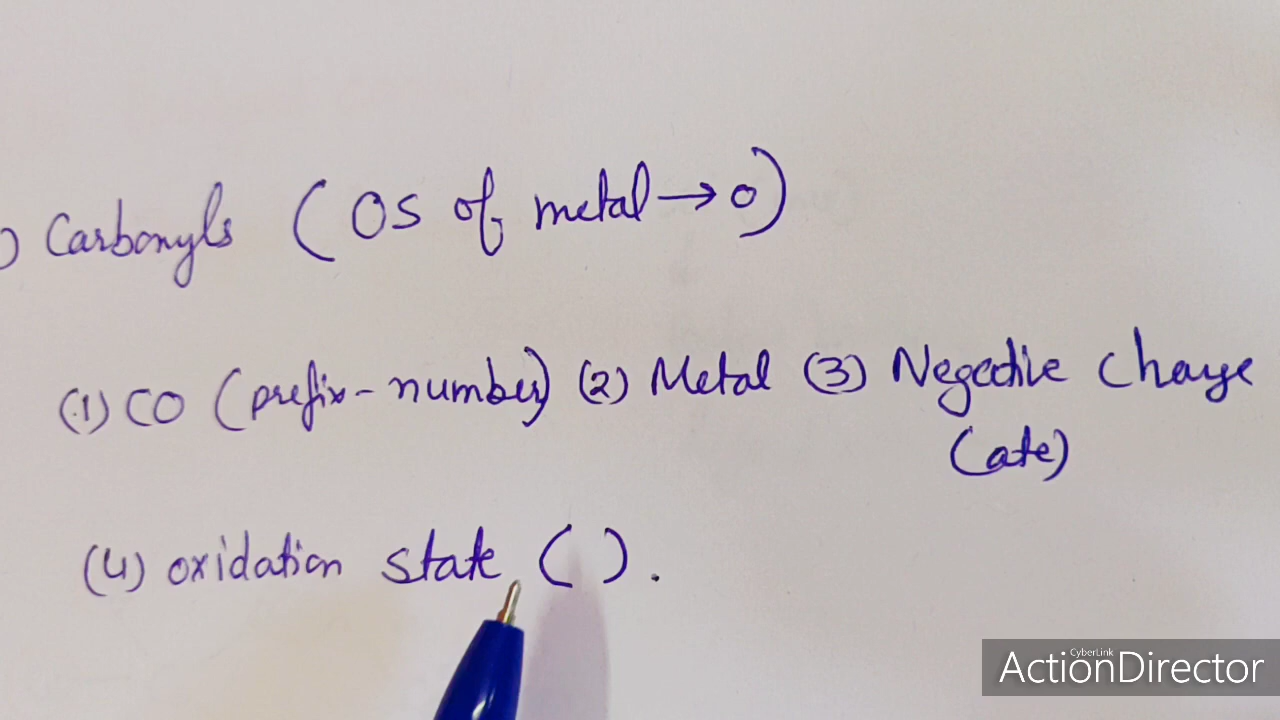 ) Carbonyls (OS of metal → 0)
(1) CO (prefix - number) (2) Metal (3) Negative Charge
(ate)
(4) oxidation state ( ).
CyberLink
ActionDirector